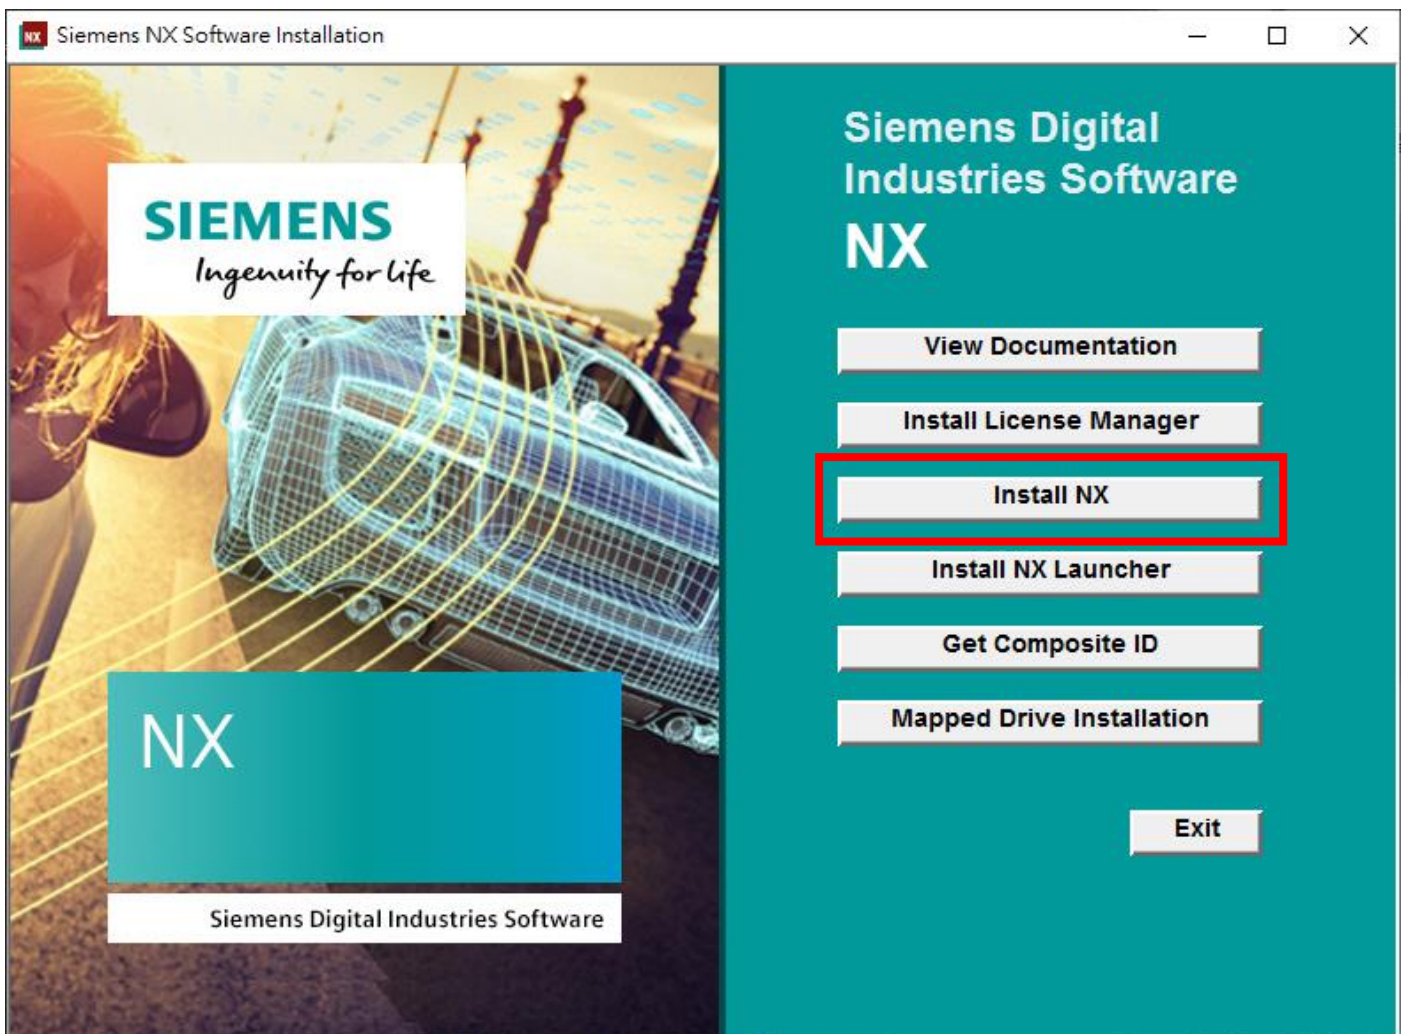 NX Siemens NX Software Installation
SIEMENS
Ingenuity for life
NX
Siemens Digital Industries Software
Siemens Digital
Industries Software
NX
View Documentation
Install License Manager
Install NX
Install NX Launcher
Get Composite ID
Mapped Drive Installation
Exit